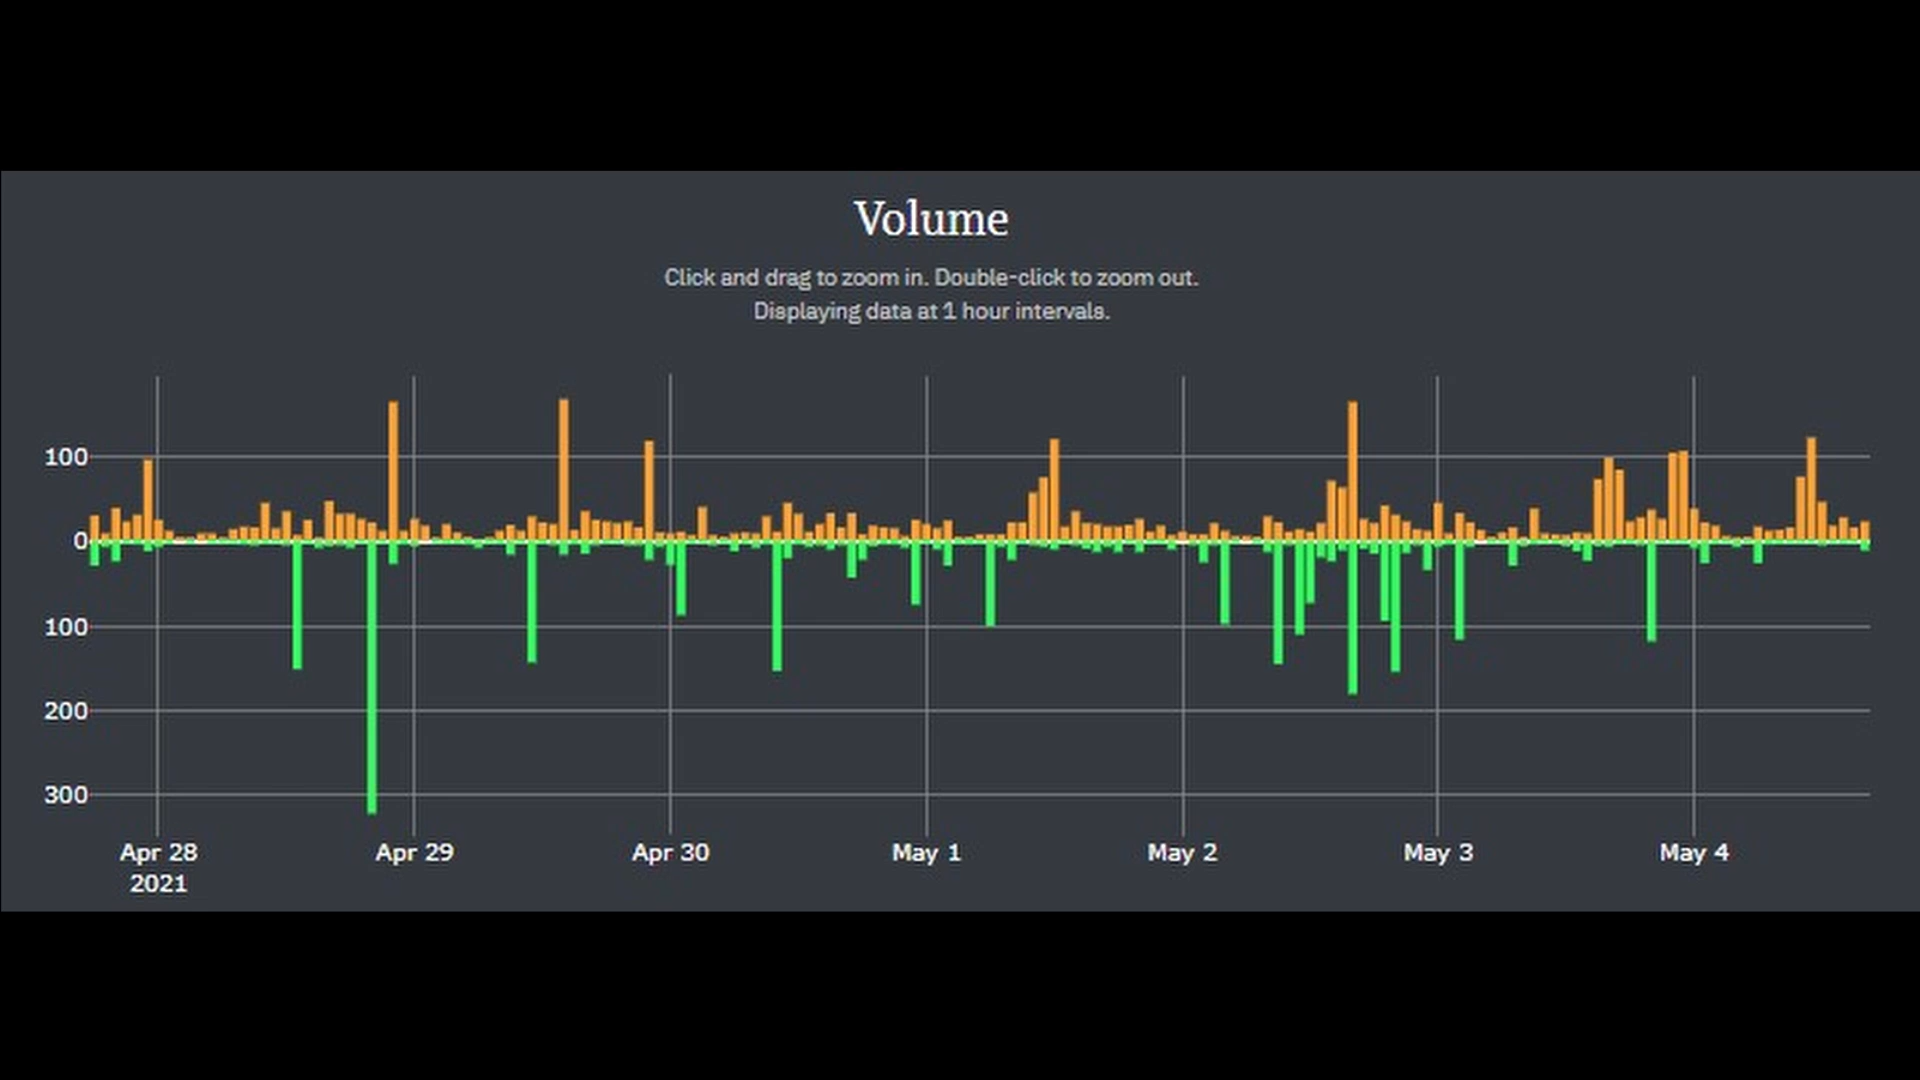 Volume
Click and drag to zoom in. Double-click to zoom out.
Displaying data at 1 hour intervals.
100
0
100
200
300
Apr 28 Apr 29 Apr 30 May 1 May 2 May 3 May 4
2021